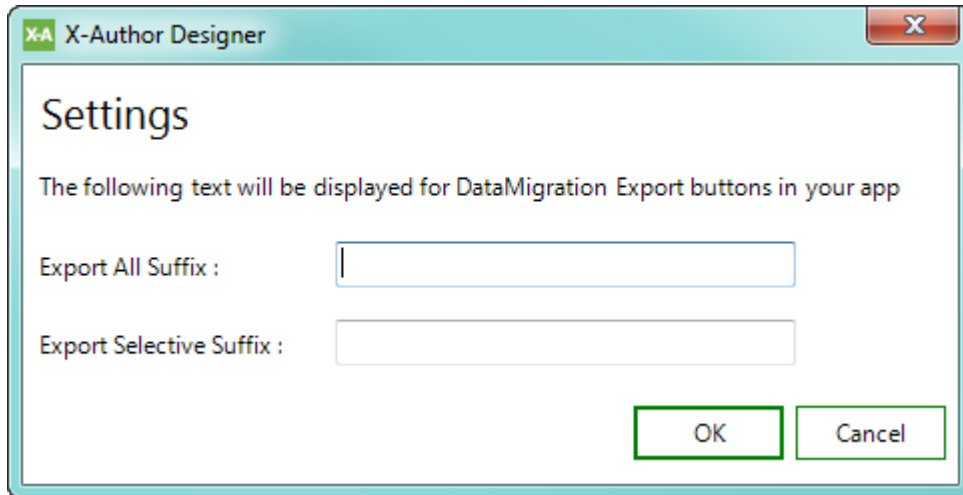 X-A X-Author Designer
Settings
The following text will be displayed for DataMigration Export buttons in your app
Export All Suffix :
Export Selective Suffix :
OK Cancel